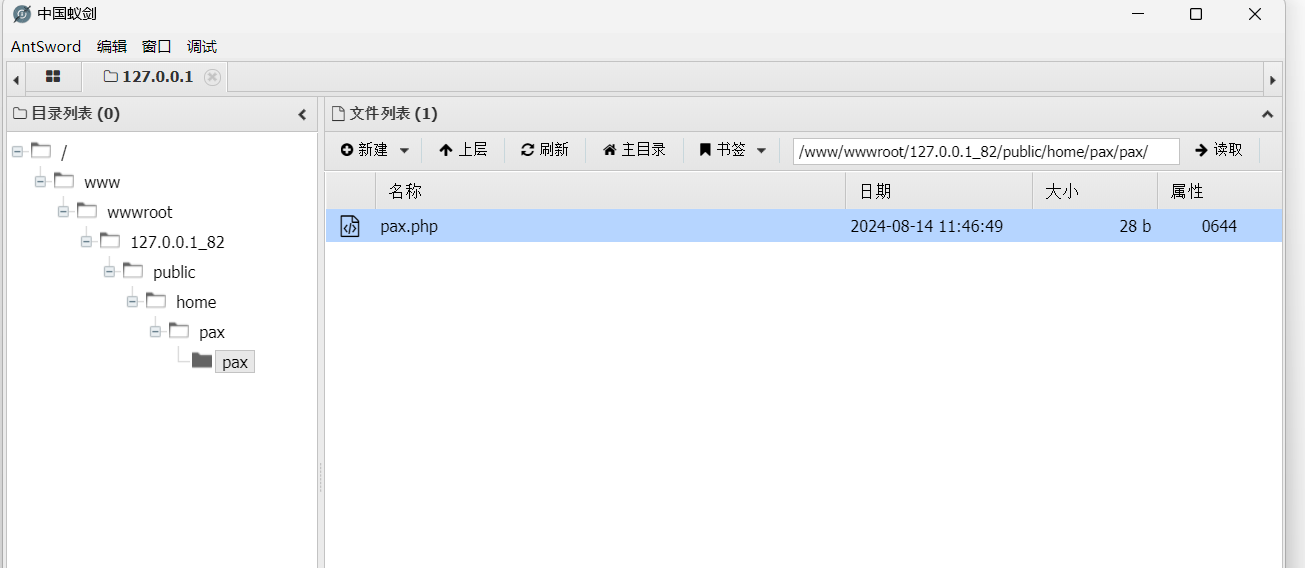 中国蚁剑
AntSword 编辑 窗口 调试
127.0.0.1
目录列表 (0)
/
www
wwwroot
127.0.0.1_82
public
home
pax
pax
文件列表 (1)
新建 上层 刷新 主目录 书签 /www/wwwroot/127.0.0.1_82/public/home/pax/pax/ 读取
名称 日期 大小 属性
pax.php 2024-08-14 11:46:49 28 b 0644